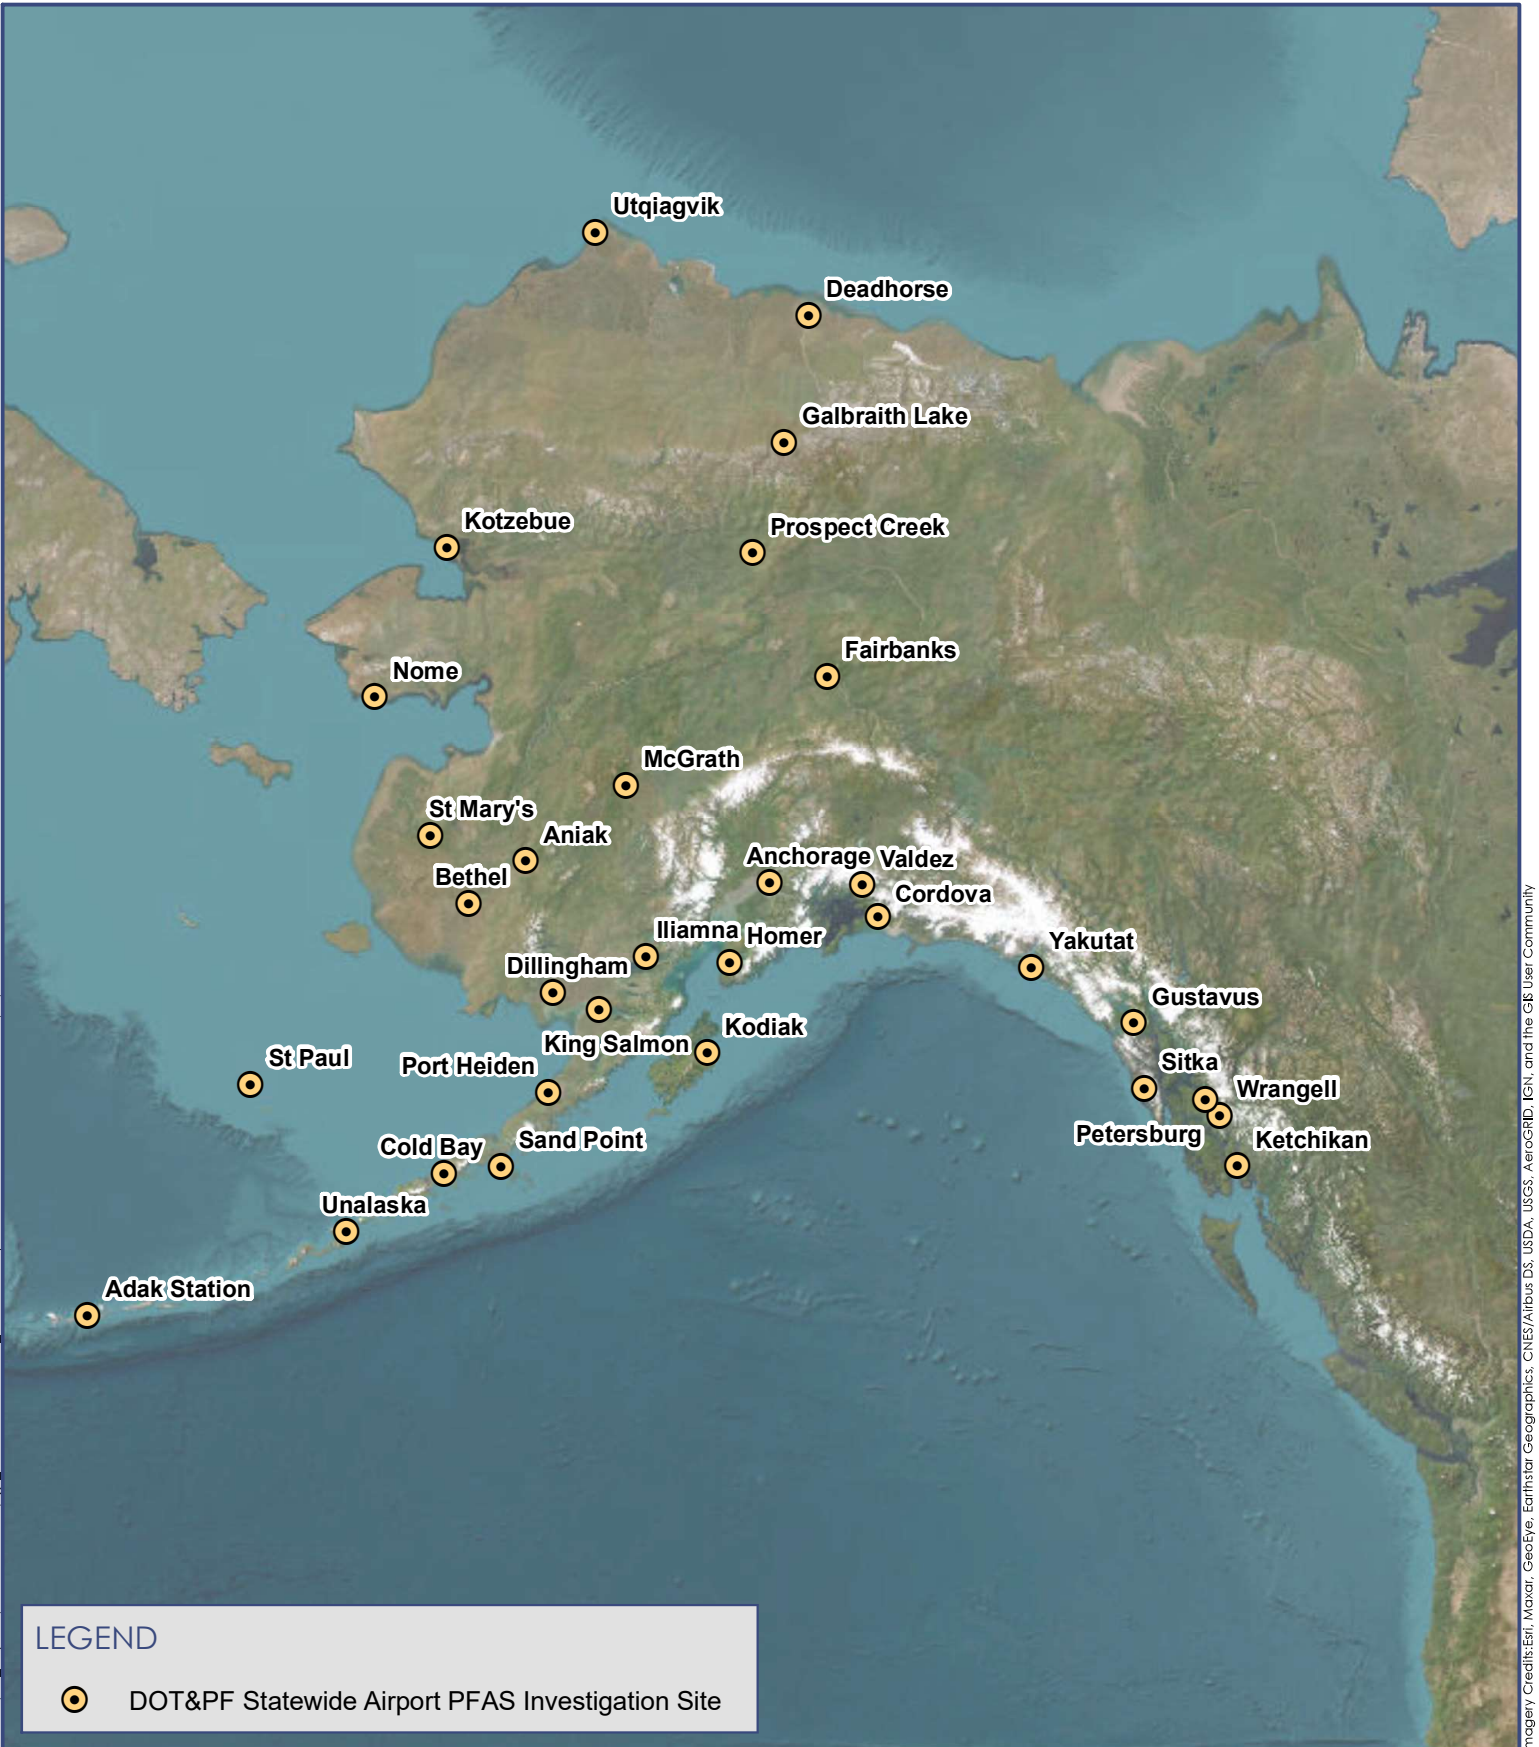 Utqiagvik
Deadhorse
Galbraith Lake
Kotzebue
Prospect Creek
Fairbanks
Nome
McGrath
St Mary's
Aniak
Anchorage
Valdez
Bethel
Cordova
Iliamna
Homer
Yakutat
Dillingham
Gustavus
Kodiak
King Salmon
St Paul
Port Heiden
Sitka
Wrangell
Petersburg
Sand Point
Ketchikan
Cold Bay
Unalaska
Adak Station
LEGEND
DOT&PF Statewide Airport PFAS Investigation Site
Credits:Esri, Maxar, GeoEye, Earthstar Geographics, CNES/Airbus DS, USDA, USGS, AeroGRID, IGN, and the GIS User Community